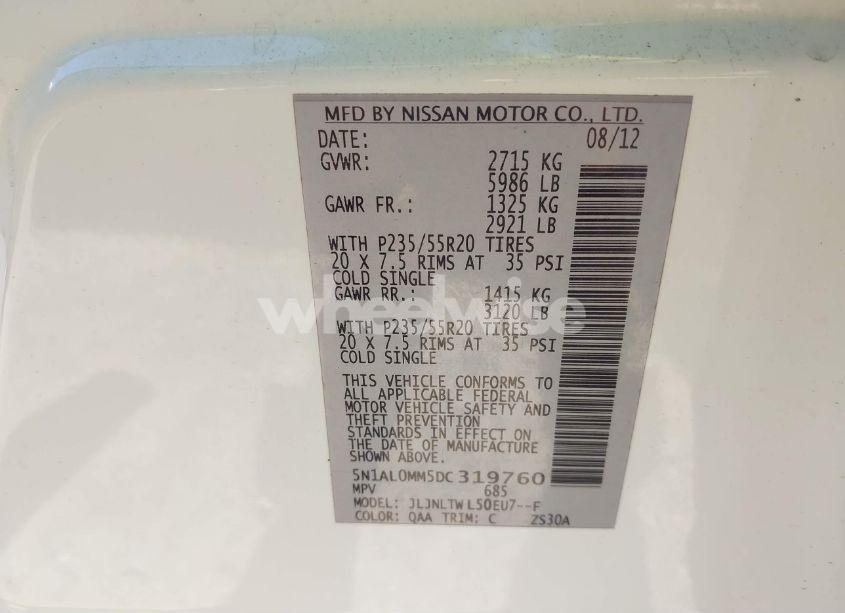 MFD BY NISSAN MOTOR CO., LTD.
DATE: 08/12
GVWR: 2715 KG
5986 LB
GAWR FR.: 1325 KG
2921 LB
WITH P235/55R20 TIRES
20 X 7.5 RIMS AT 35 PSI
COLD SINGLE
GAWR RR.: 1415 KG
3120 LB
WITH P235/55R20 TIRES
20 X 7.5 RIMS AT 35 PSI
COLD SINGLE
wheelwise
THIS VEHICLE CONFORMS TO
ALL APPLICABLE FEDERAL
MOTOR VEHICLE SAFETY AND
THEFT PREVENTION
STANDARDS IN EFFECT ON
THE DATE OF MANUFACTURE
SHOWN ABOVE.
5N1AL0MM5DC319760
MPV 685
MODEL: JLJNLTWL50EU7--F
COLOR: QAA TRIM: C ZS30A